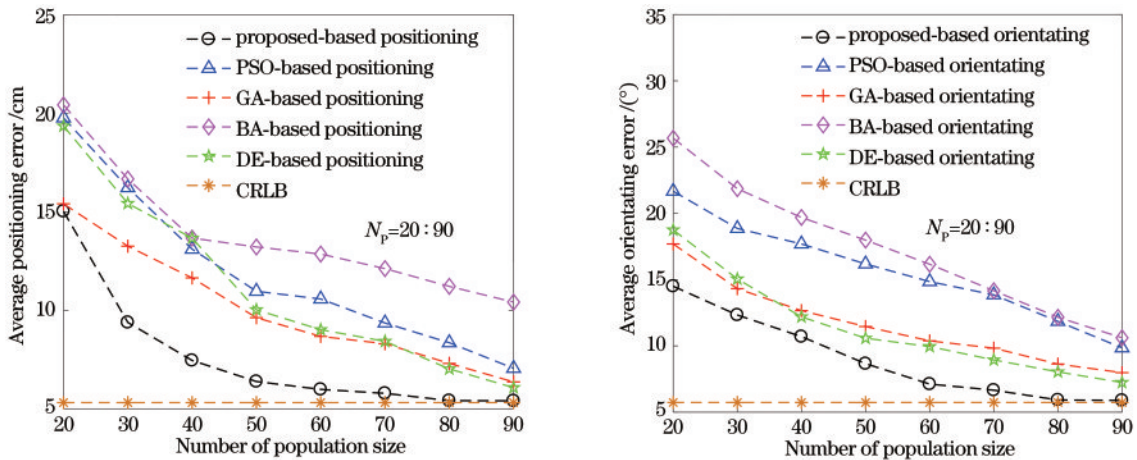 25
20
15
10
5
20 30 40 50 60 70 80 90
Average positioning error/cm
Number of population size
proposed-based positioning
PSO-based positioning
GA-based positioning
BA-based positioning
DE-based positioning
CRLB
NP=20∶90
35
30
25
20
15
10
5
20 30 40 50 60 70 80 90
Average orientating error/(°)
Number of population size
proposed-based orientating
PSO-based orientating
GA-based orientating
BA-based orientating
DE-based orientating
CRLB
NP=20∶90